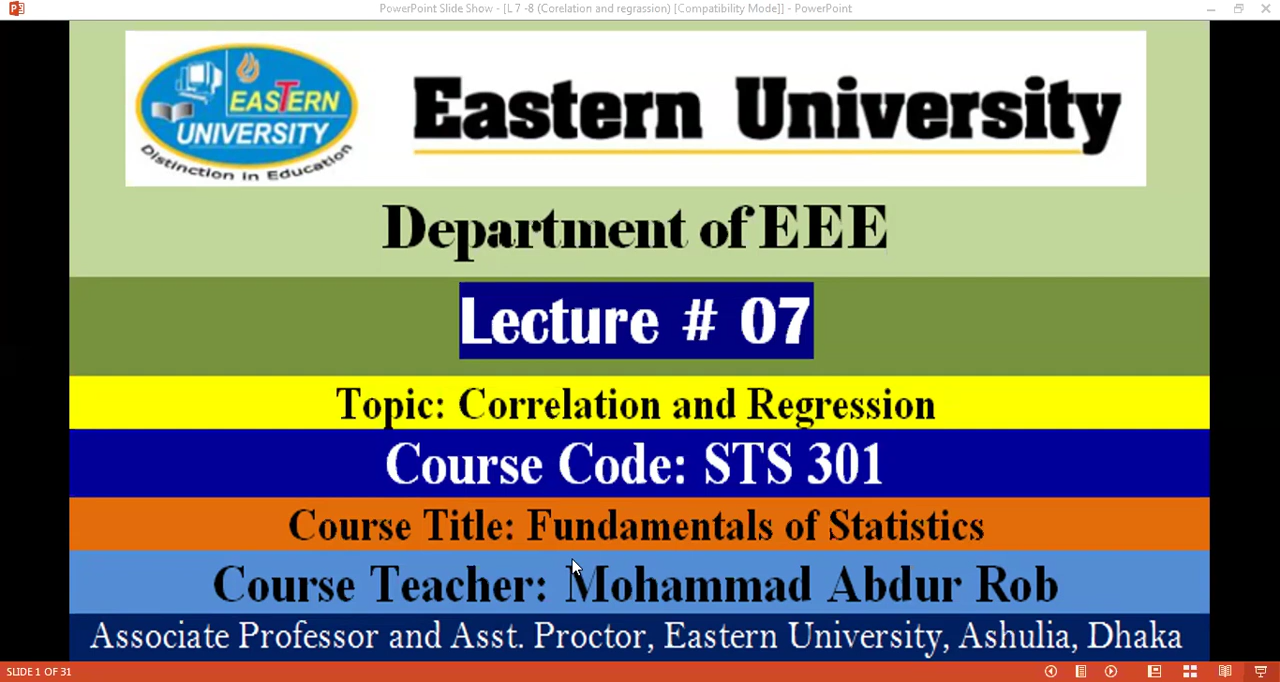 PowerPoint Slide Show - [L 7 -8 (Corelation and regrassion) [Compatibility Mode]] - PowerPoint
EASTERN
UNIVERSITY
Distinction in Education
Eastern University
Department of EEE
Lecture # 07
Topic: Correlation and Regression
Course Code: STS 301
Course Title: Fundamentals of Statistics
Course Teacher: Mohammad Abdur Rob
Associate Professor and Asst. Proctor, Eastern University, Ashulia, Dhaka
SLIDE 1 OF 31